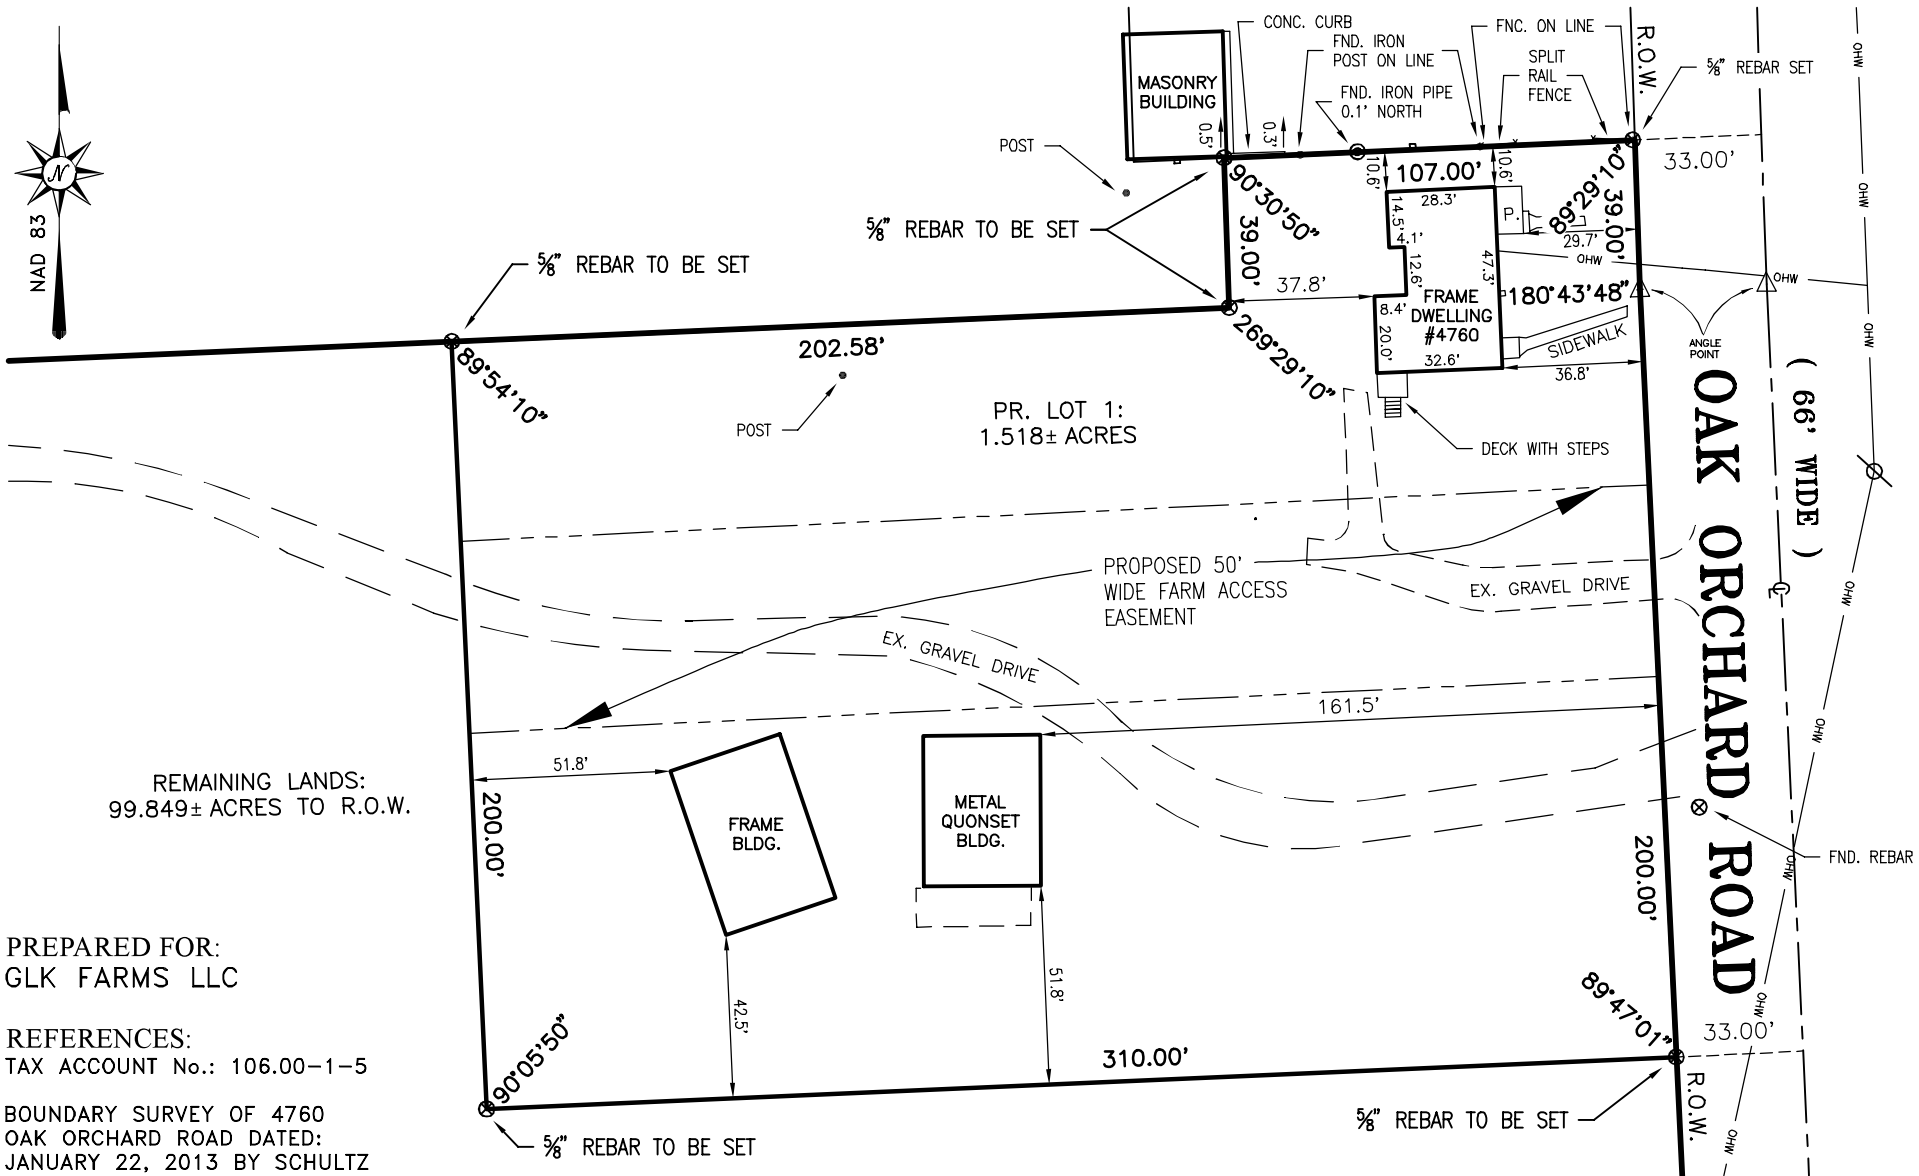 CONC. CURB
FND. IRON
POST ON LINE
FND. IRON PIPE
0.1' NORTH
FNC. ON LINE
SPLIT
RAIL
FENCE
R.O.W.
⅝" REBAR SET
OHW
MASONRY
BUILDING
0.5'
0.3'
POST
N
NAD 83
33.00'
107.00'
10.6'
10.6'
90°30'50"
89°29'10"
39.00'
39.00'
28.3'
14.5'
4.1'
12.6'
8.4'
20.0'
32.6'
47.3'
P.
29.7'
OHW
OHW
OHW
⅝" REBAR TO BE SET
⅝" REBAR TO BE SET
37.8'
FRAME
DWELLING
#4760
180°43'48"
SIDEWALK
36.8'
ANGLE
POINT
OHW
202.58'
269°29'10"
89°54'10"
POST
PR. LOT 1:
1.518± ACRES
DECK WITH STEPS
OAK ORCHARD ROAD
( 66' WIDE )
PROPOSED 50'
WIDE FARM ACCESS
EASEMENT
EX. GRAVEL DRIVE
EX. GRAVEL DRIVE
OHW
℄
161.5'
OHW
51.8'
REMAINING LANDS:
99.849± ACRES TO R.O.W.
200.00'
FRAME
BLDG.
METAL
QUONSET
BLDG.
200.00'
FND. REBAR
OHW
PREPARED FOR:
GLK FARMS LLC
42.5'
51.8'
89°47'01"
OHW
33.00'
REFERENCES:
TAX ACCOUNT No.: 106.00-1-5
90°05'50"
310.00'
R.O.W.
OHW
BOUNDARY SURVEY OF 4760
OAK ORCHARD ROAD DATED:
JANUARY 22, 2013 BY SCHULTZ
⅝" REBAR TO BE SET
⅝" REBAR TO BE SET